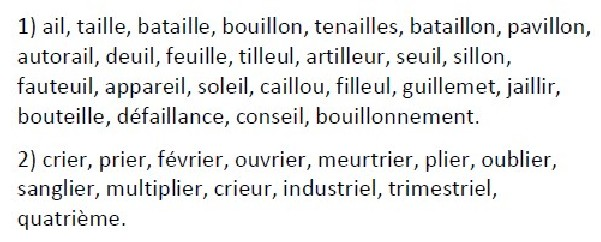 1) ail, taille, bataille, bouillon, tenailles, bataillon, pavillon,
autorail, deuil, feuille, tilleul, artilleur, seuil, sillon,
fauteuil, appareil, soleil, caillou, filleul, guillemet, jaillir,
bouteille, défaillance, conseil, bouillonnement.
2) crier, prier, février, ouvrier, meurtrier, plier, oublier,
sanglier, multiplier, crieur, industriel, trimestriel,
quatrième.